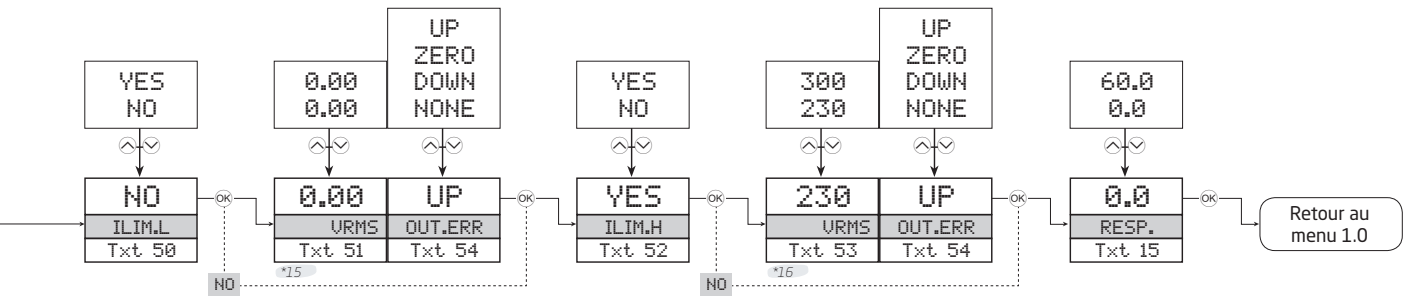 UP
ZERO
DOWN
NONE
UP
ZERO
DOWN
NONE
YES
NO
0.00
0.00
YES
NO
300
230
60.0
0.0
NO
OK
0.00
UP
OK
YES
OK
230
UP
OK
0.0
OK
ILIM.L
VRMS
OUT.ERR
ILIM.H
VRMS
OUT.ERR
RESP.
Retour au
menu 1.0
Txt 50
Txt 51
Txt 54
Txt 52
Txt 53
Txt 54
Txt 15
*15
*16
NO
NO